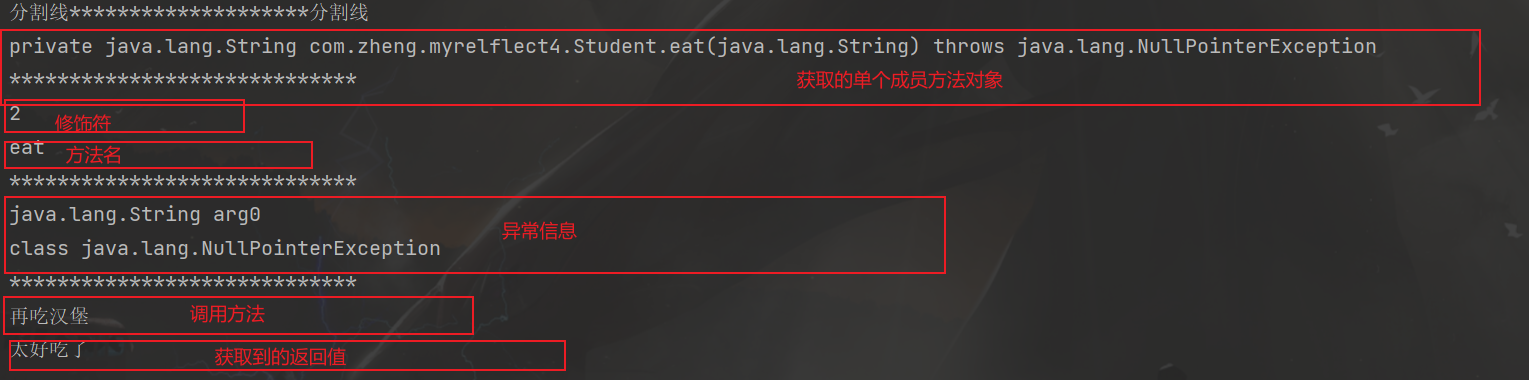 分割线********************分割线
private java.lang.String com.zheng.myrelflect4.Student.eat(java.lang.String) throws java.lang.NullPointerException
*****************************
获取的单个成员方法对象
2
修饰符
eat
方法名
*****************************
java.lang.String arg0
异常信息
class java.lang.NullPointerException
*****************************
再吃汉堡
调用方法
太好吃了
获取到的返回值